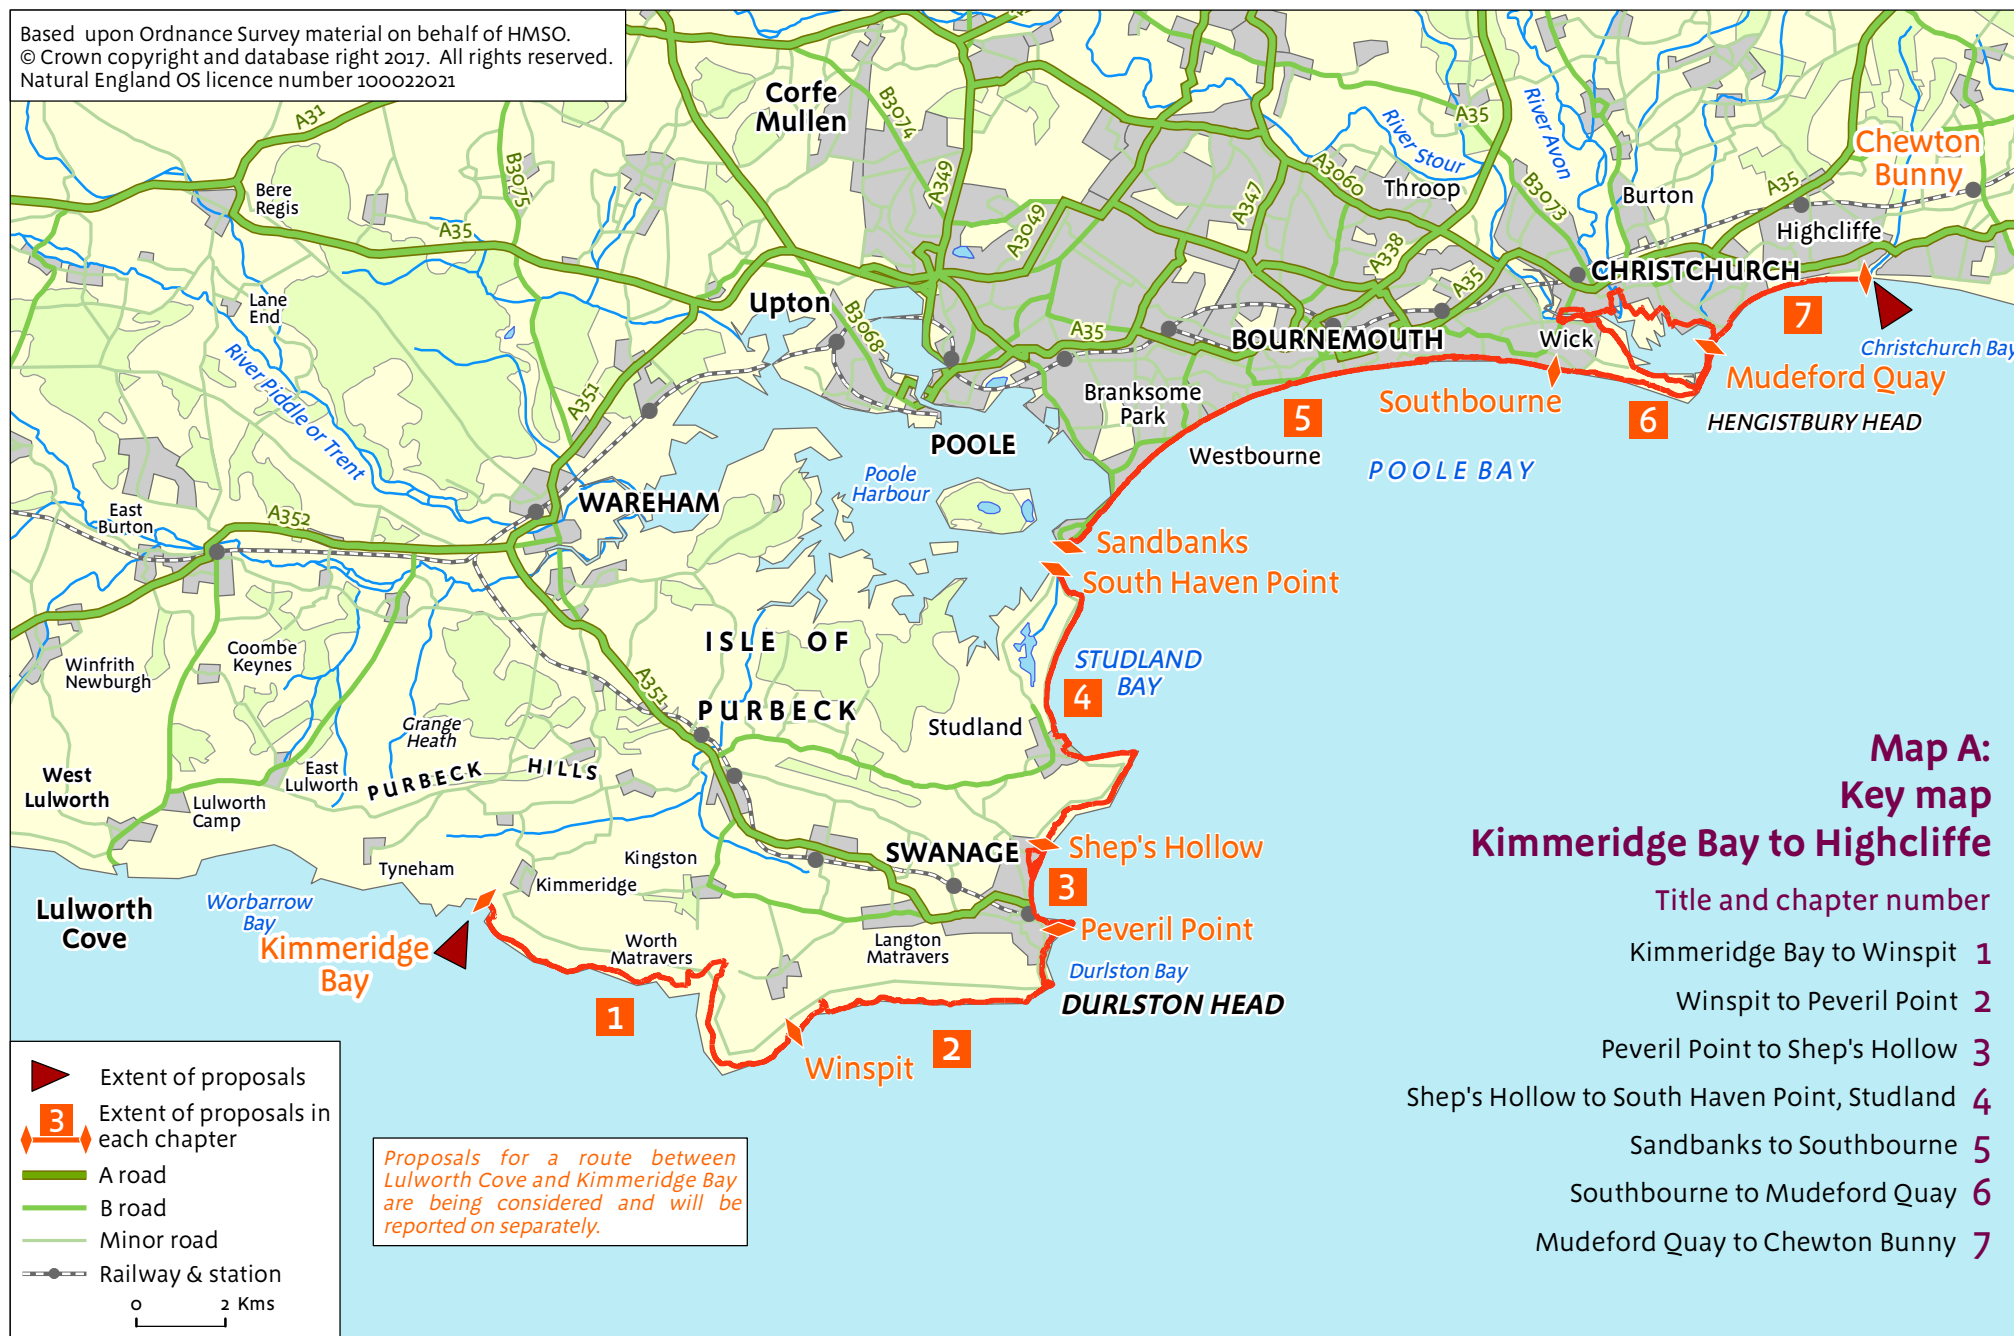 Based upon Ordnance Survey material on behalf of HMSO.
© Crown copyright and database right 2017. All rights reserved.
Natural England OS licence number 100022021
A31
B3075
Corfe
Mullen
B3074
A349
A3049
A347
A3060
River Stour
A35
River Avon
B3073
Throop
Burton
A35
Chewton
Bunny
Highcliffe
Bere
Regis
A35
Lane
End
River Piddle or Trent
Upton
B3068
A35
A338
A35
CHRISTCHURCH
7
Christchurch Bay
BOURNEMOUTH
Wick
Mudeford Quay
Southbourne
6
HENGISTBURY HEAD
Branksome
Park
5
Westbourne
POOLE BAY
A351
POOLE
Poole
Harbour
WAREHAM
East
Burton
A352
Sandbanks
South Haven Point
ISLE OF
PURBECK
STUDLAND
BAY
4
Studland
A351
Coombe
Keynes
Winfrith
Newburgh
Grange
Heath
PURBECK HILLS
East
Lulworth
West
Lulworth
Lulworth
Camp
Tyneham
Kingston
Kimmeridge
SWANAGE
Shep's Hollow
3
Peveril Point
Lulworth
Cove
Worbarrow
Bay
Kimmeridge
Bay
Worth
Matravers
Langton
Matravers
Durlston Bay
DURLSTON HEAD
1
2
Winspit
Map A:
Key map
Kimmeridge Bay to Highcliffe
Title and chapter number
Kimmeridge Bay to Winspit 1
Winspit to Peveril Point 2
Peveril Point to Shep's Hollow 3
Shep's Hollow to South Haven Point, Studland 4
Sandbanks to Southbourne 5
Southbourne to Mudeford Quay 6
Mudeford Quay to Chewton Bunny 7
Extent of proposals
3
Extent of proposals in
each chapter
A road
B road
Minor road
Railway & station
0 2 Kms
Proposals for a route between
Lulworth Cove and Kimmeridge Bay
are being considered and will be
reported on separately.